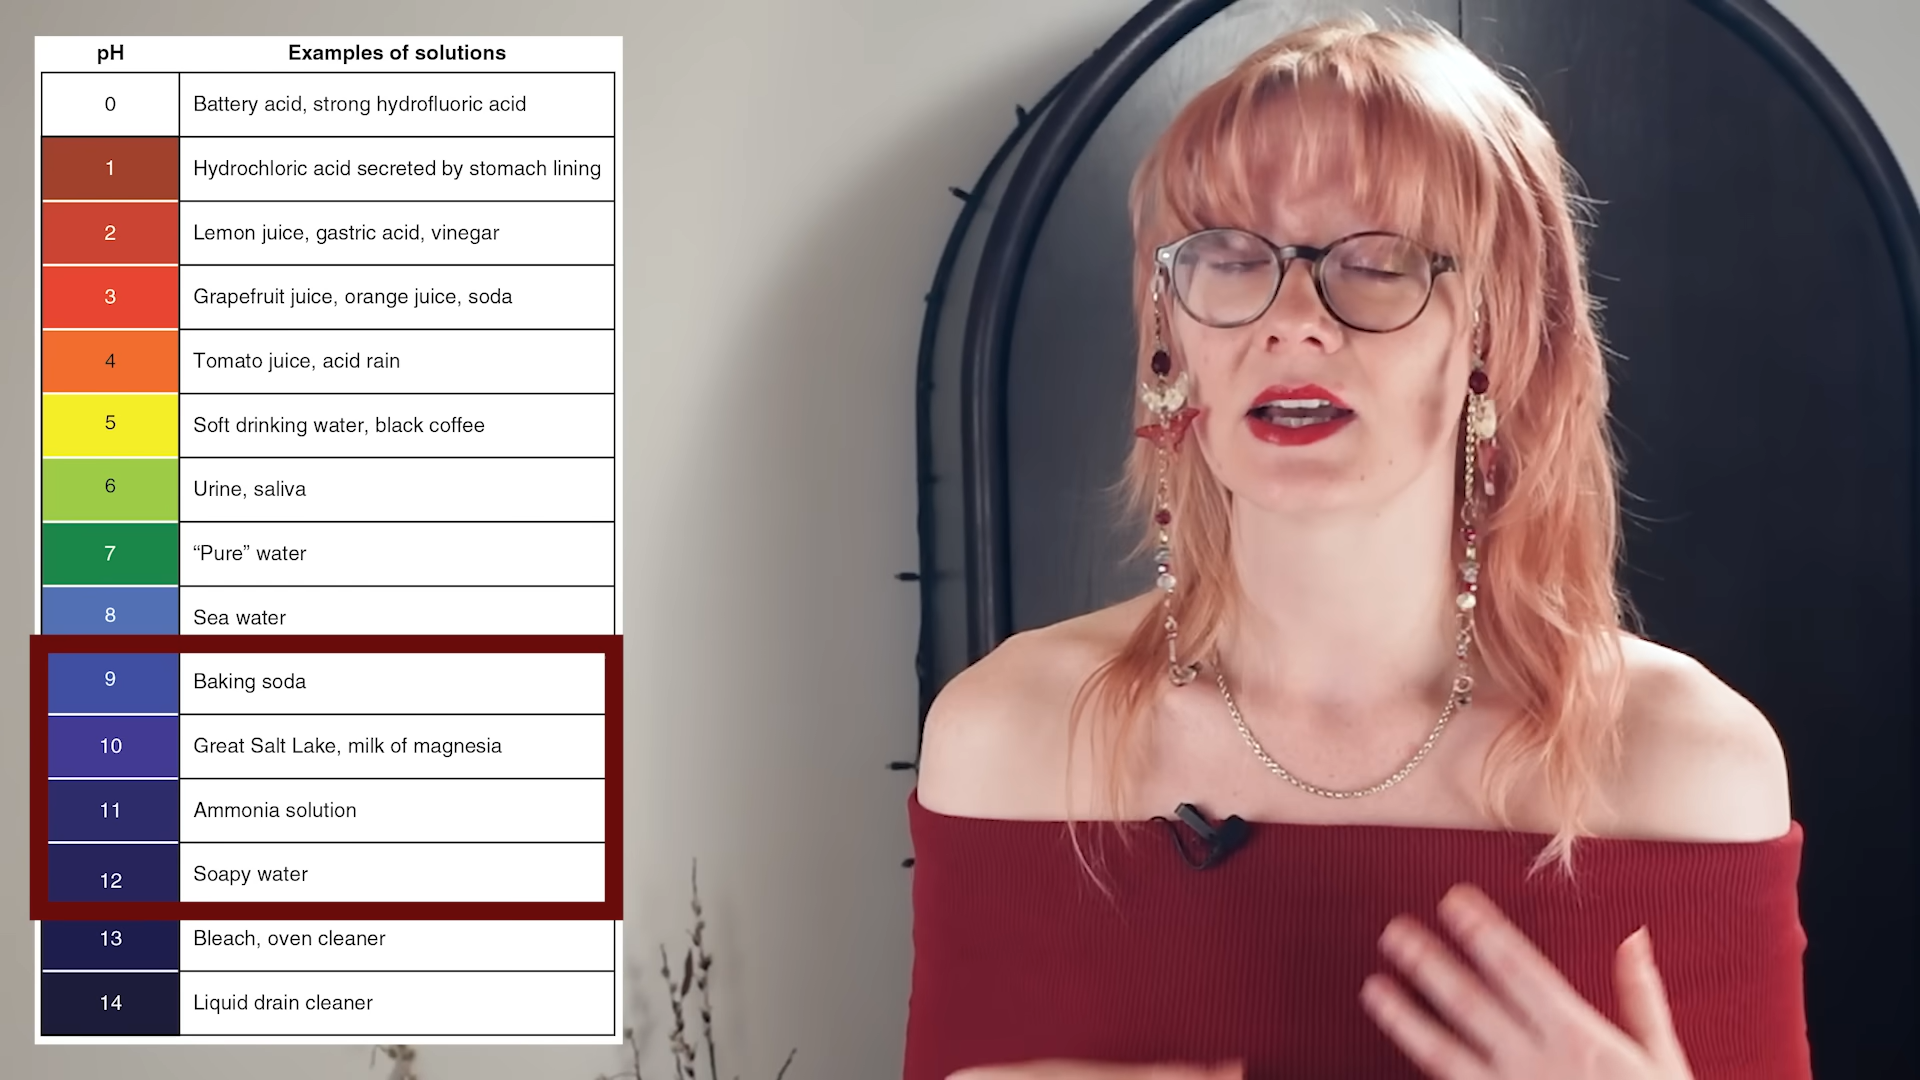 pH Examples of solutions
0 Battery acid, strong hydrofluoric acid
1 Hydrochloric acid secreted by stomach lining
2 Lemon juice, gastric acid, vinegar
3 Grapefruit juice, orange juice, soda
4 Tomato juice, acid rain
5 Soft drinking water, black coffee
6 Urine, saliva
7 “Pure” water
8 Sea water
9 Baking soda
10 Great Salt Lake, milk of magnesia
11 Ammonia solution
12 Soapy water
13 Bleach, oven cleaner
14 Liquid drain cleaner